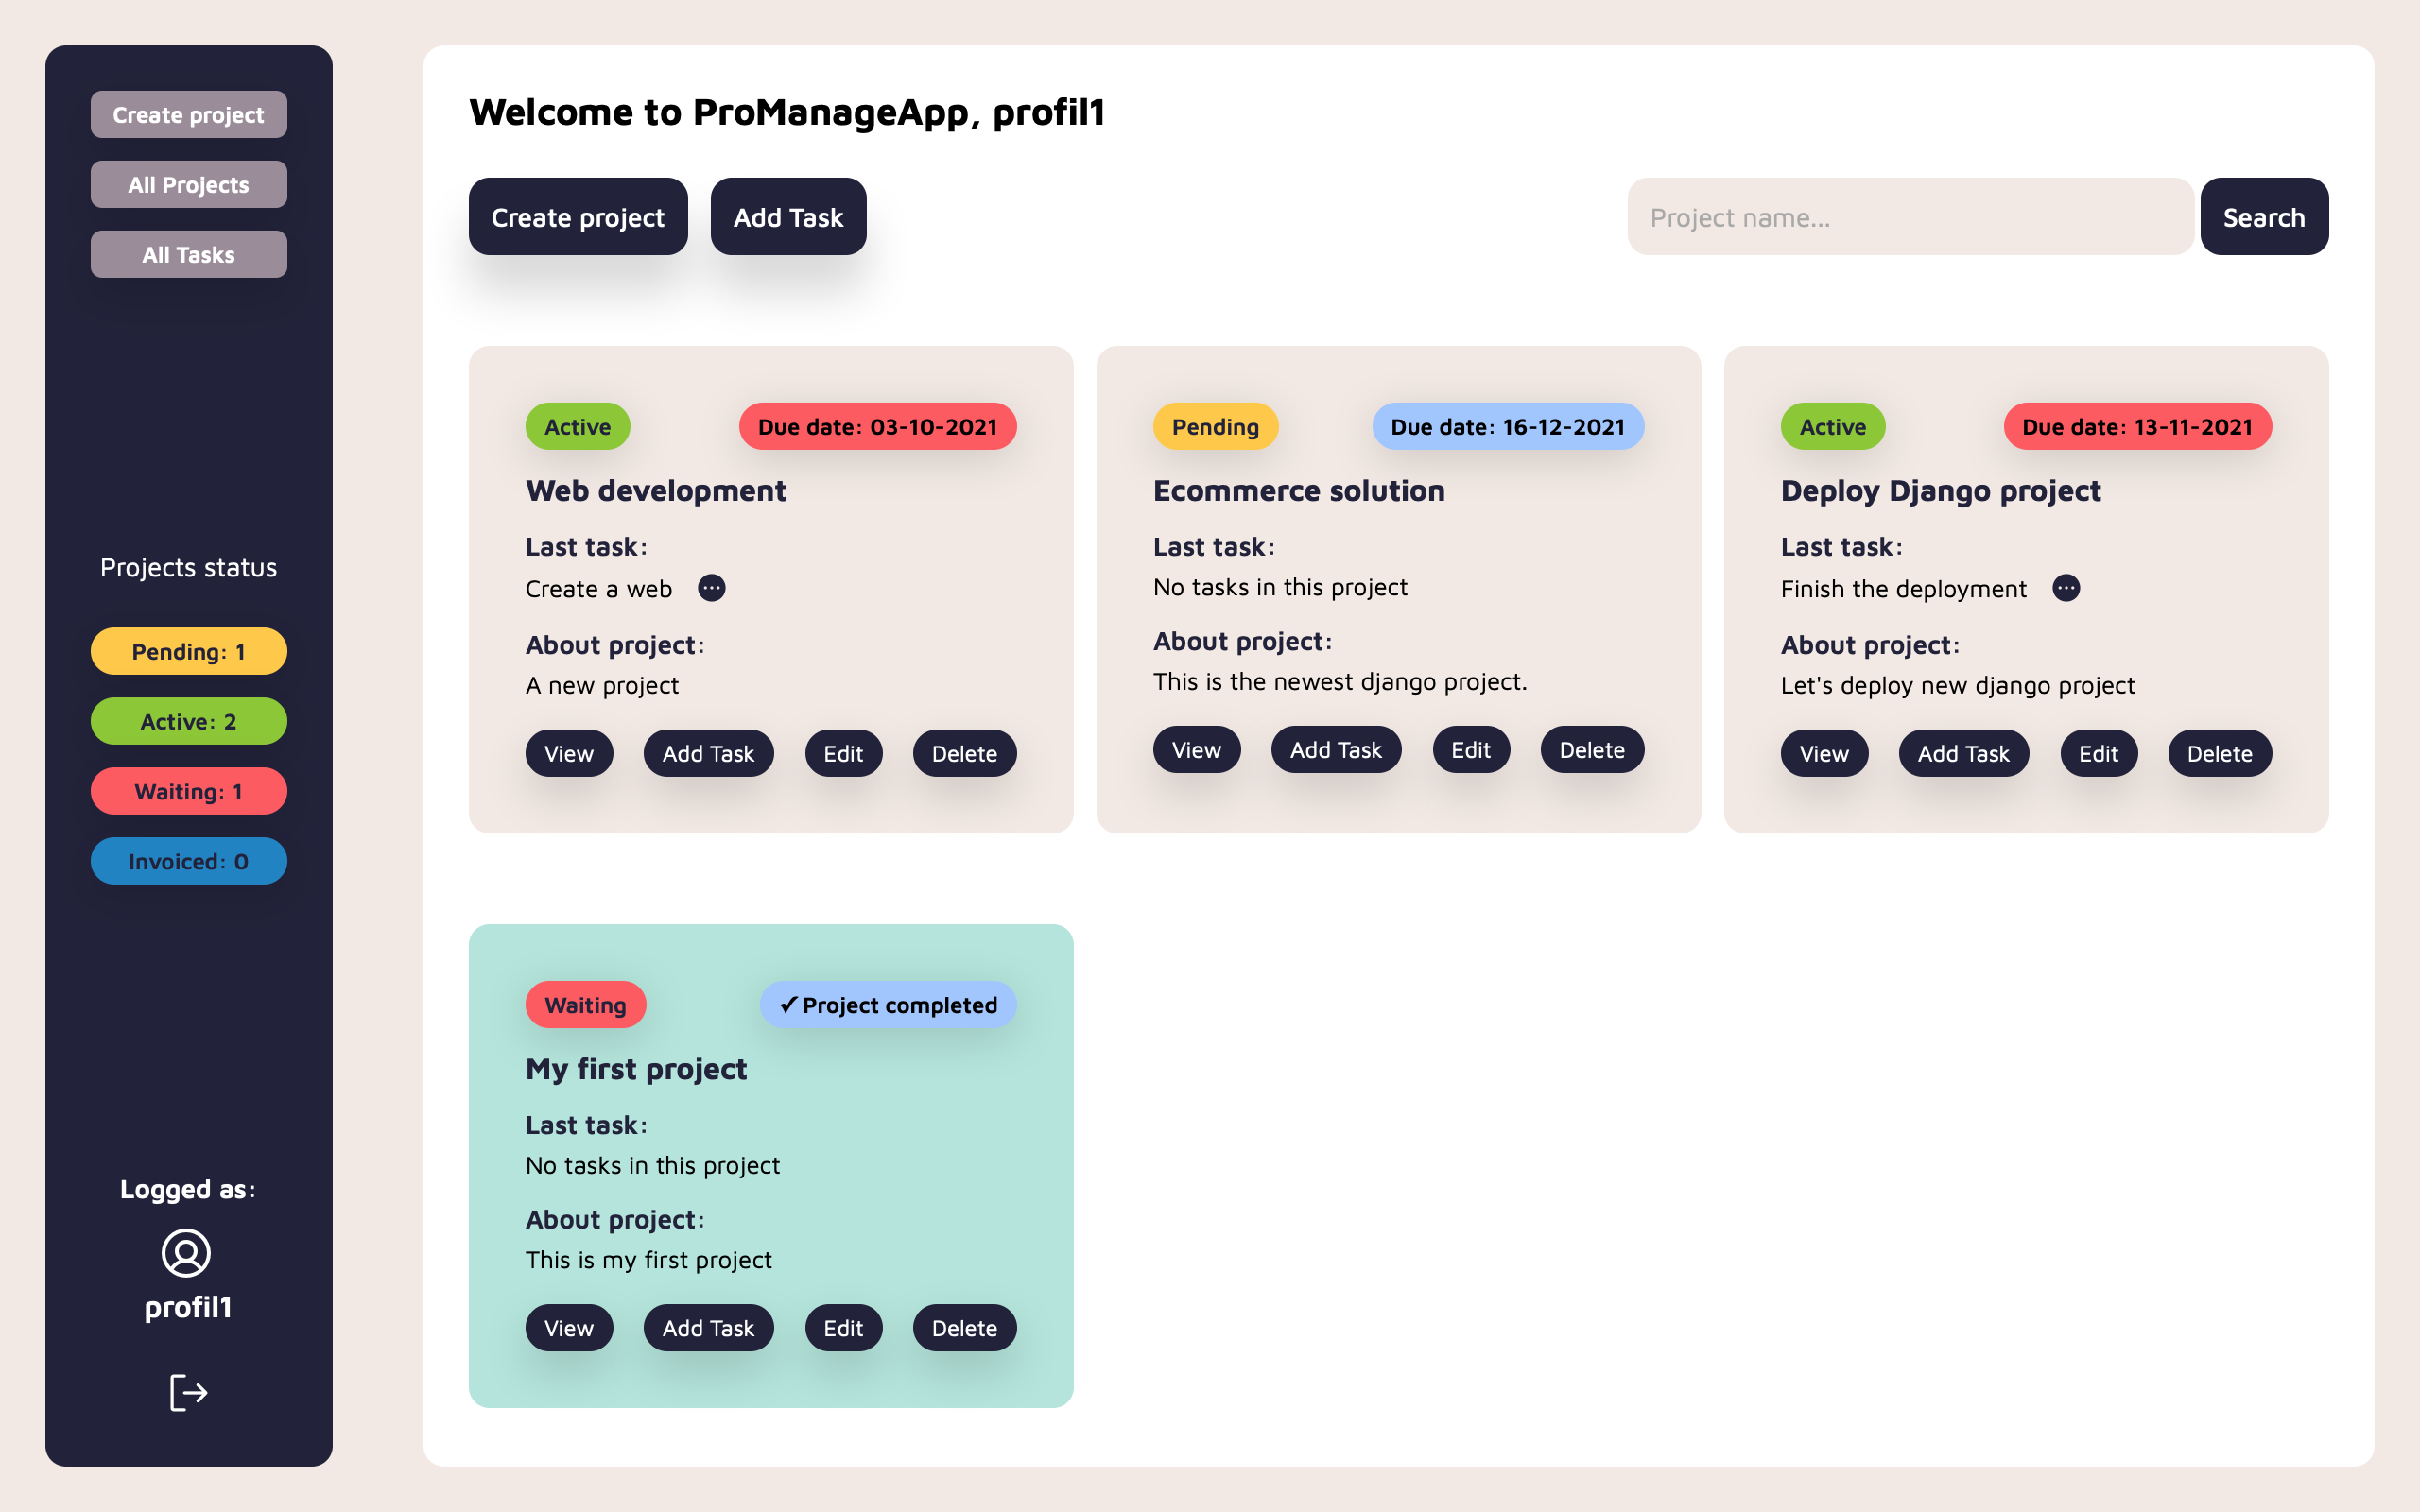 Create project
All Projects
All Tasks
Projects status
Pending: 1
Active: 2
Waiting: 1
Invoiced: 0
Logged as:
profil1
Welcome to ProManageApp, profil1
Create project Add Task Project name... Search
Active Due date: 03-10-2021
Web development
Last task:
Create a web
About project:
A new project
View Add Task Edit Delete
Pending Due date: 16-12-2021
Ecommerce solution
Last task:
No tasks in this project
About project:
This is the newest django project.
View Add Task Edit Delete
Active Due date: 13-11-2021
Deploy Django project
Last task:
Finish the deployment
About project:
Let's deploy new django project
View Add Task Edit Delete
Waiting ✓ Project completed
My first project
Last task:
No tasks in this project
About project:
This is my first project
View Add Task Edit Delete